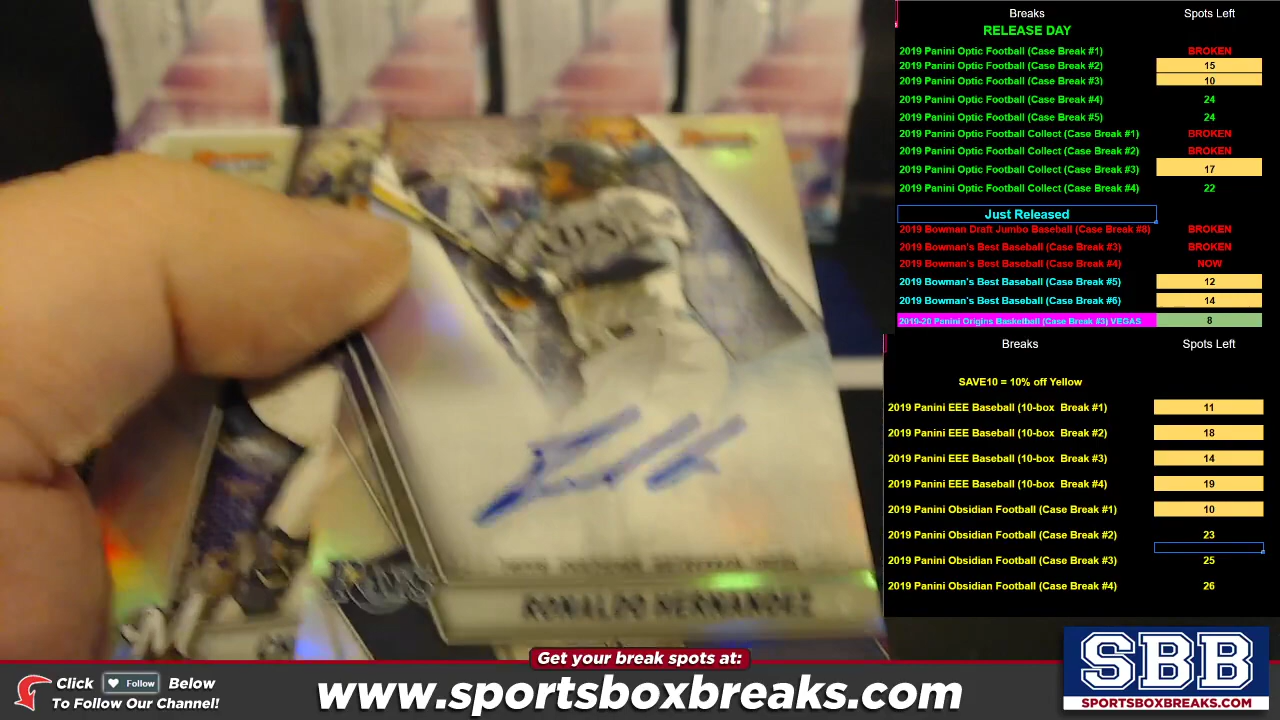 Breaks Spots Left
RELEASE DAY
2019 Panini Optic Football (Case Break #1) BROKEN
2019 Panini Optic Football (Case Break #2) 15
2019 Panini Optic Football (Case Break #3) 10
2019 Panini Optic Football (Case Break #4) 24
2019 Panini Optic Football (Case Break #5) 24
2019 Panini Optic Football Collect (Case Break #1) BROKEN
2019 Panini Optic Football Collect (Case Break #2) BROKEN
2019 Panini Optic Football Collect (Case Break #3) 17
2019 Panini Optic Football Collect (Case Break #4) 22
Just Released
2019 Bowman Draft Jumbo Baseball (Case Break #8) BROKEN
2019 Bowman's Best Baseball (Case Break #3) BROKEN
2019 Bowman's Best Baseball (Case Break #4) NOW
2019 Bowman's Best Baseball (Case Break #5) 12
2019 Bowman's Best Baseball (Case Break #6) 14
2019-20 Panini Origins Basketball (Case Break #3) VEGAS 8
Breaks Spots Left
SAVE10 = 10% off Yellow
2019 Panini EEE Baseball (10-box Break #1) 11
2019 Panini EEE Baseball (10-box Break #2) 18
2019 Panini EEE Baseball (10-box Break #3) 14
2019 Panini EEE Baseball (10-box Break #4) 19
2019 Panini Obsidian Football (Case Break #1) 10
2019 Panini Obsidian Football (Case Break #2) 23
2019 Panini Obsidian Football (Case Break #3) 25
2019 Panini Obsidian Football (Case Break #4) 26
RONALDO HERNANDEZ
Get your break spots at:
Click Follow Below
To Follow Our Channel!
www.sportsboxbreaks.com
SBB
SPORTSBOXBREAKS.COM